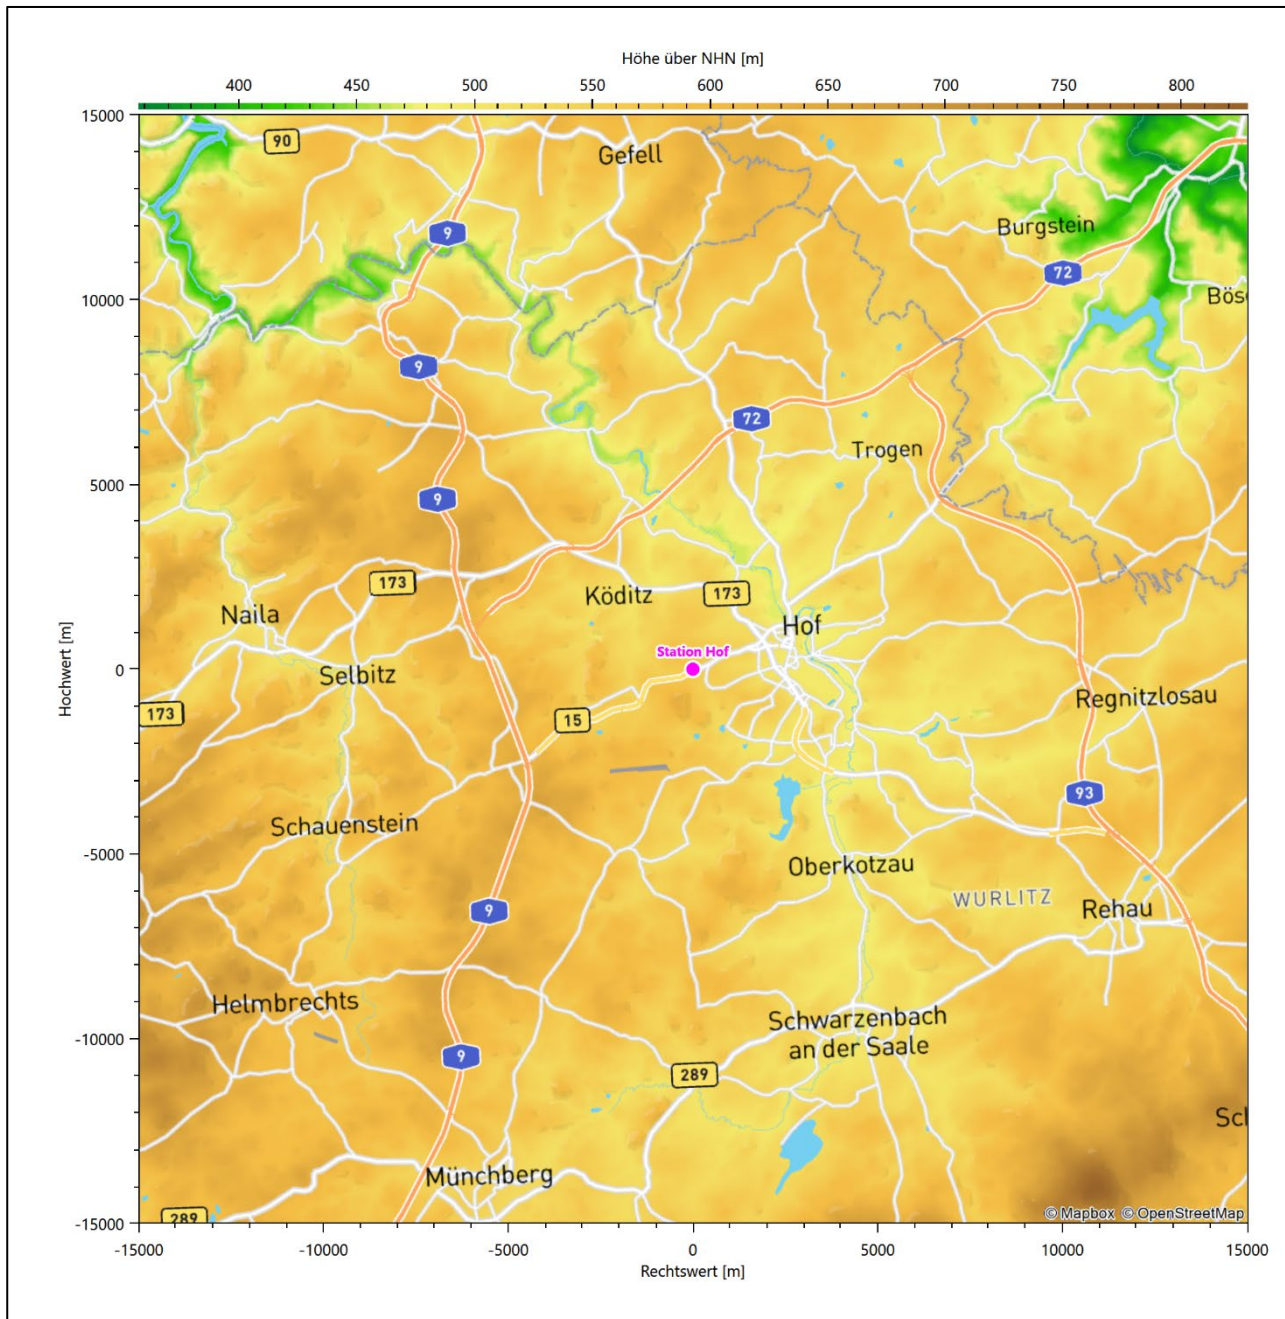 Höhe über NHN [m]
400 450 500 550 600 650 700 750 800
15000
90
Gefell
9
Burgstein
72
10000
Bös
9
72
Trogen
5000
9
173
Köditz
173
Naila
Hof
Station Hof
0
Selbitz
Regnitzlosau
173
15
93
Schauenstein
-5000
Oberkotzau
WURLITZ
Rehau
9
Helmbrechts
Schwarzenbach
an der Saale
-10000
9
289
Sch
Münchberg
289
© Mapbox © OpenStreetMap
-15000
-15000 -10000 -5000 0 5000 10000 15000
Rechtswert [m]
Hochwert [m]